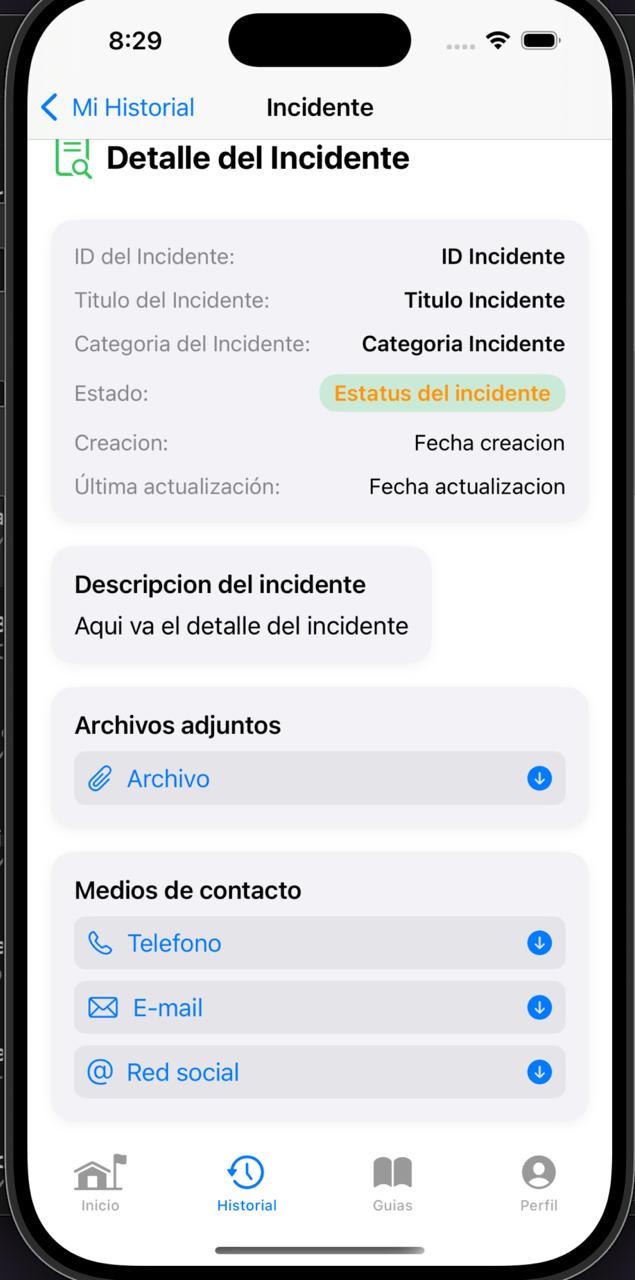 8:29
Mi Historial
Incidente
Detalle del Incidente
ID del Incidente: ID Incidente
Titulo del Incidente: Titulo Incidente
Categoria del Incidente: Categoria Incidente
Estado: Estatus del incidente
Creacion: Fecha creacion
Última actualización: Fecha actualizacion
Descripcion del incidente
Aqui va el detalle del incidente
Archivos adjuntos
Archivo
Medios de contacto
Telefono
E-mail
@ Red social
Inicio
Historial
Guias
Perfil